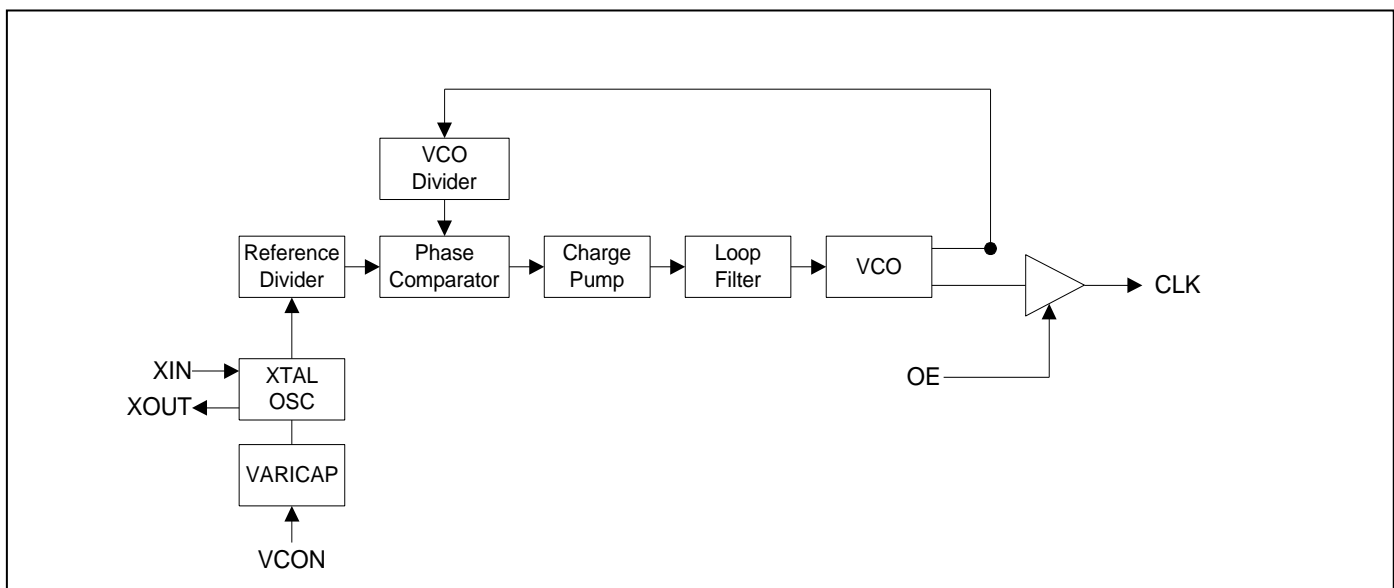 VCO
Divider
Reference
Divider
Phase
Comparator
Charge
Pump
Loop
Filter
VCO
CLK
XIN
XOUT
XTAL
OSC
OE
VARICAP
VCON